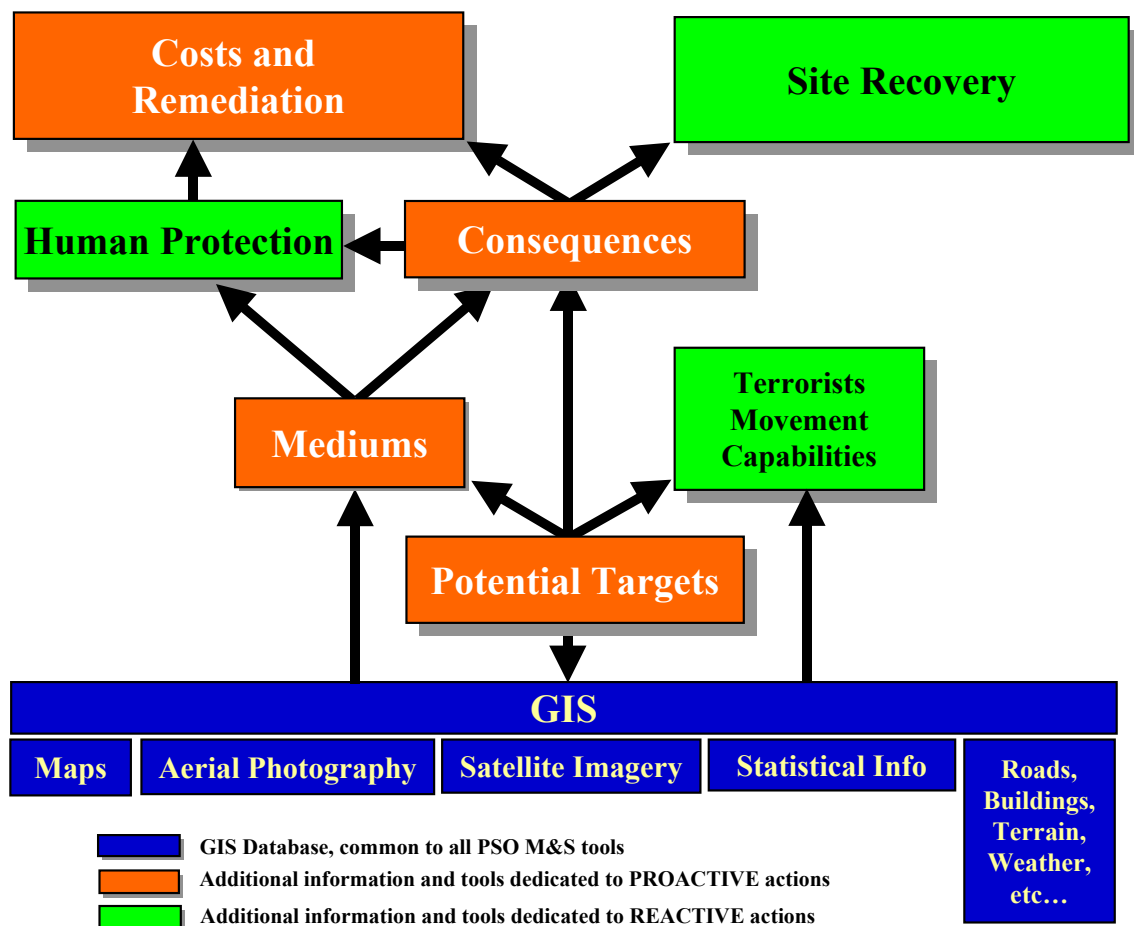 Costs and
Remediation
Site Recovery
Human Protection
Consequences
Terrorists
Movement
Capabilities
Mediums
Potential Targets
GIS
Maps
Aerial Photography
Satellite Imagery
Statistical Info
Roads,
Buildings,
Terrain,
Weather,
etc…
GIS Database, common to all PSO M&S tools
Additional information and tools dedicated to PROACTIVE actions
Additional information and tools dedicated to REACTIVE actions